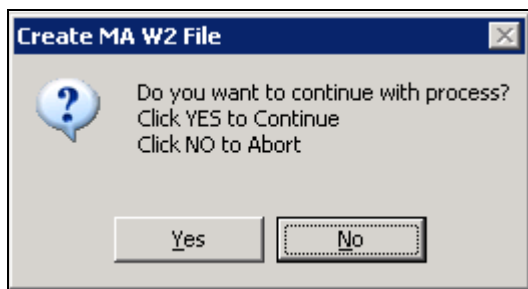 Create MA W2 File
Do you want to continue with process?
Click YES to Continue
Click NO to Abort
Yes
No